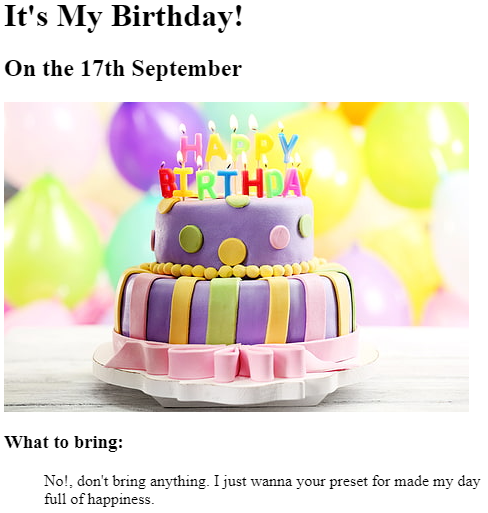 It's My Birthday!
On the 17th September
HAPPY
BIRTHDAY
What to bring:
No!, don't bring anything. I just wanna your preset for made my day
full of happiness.